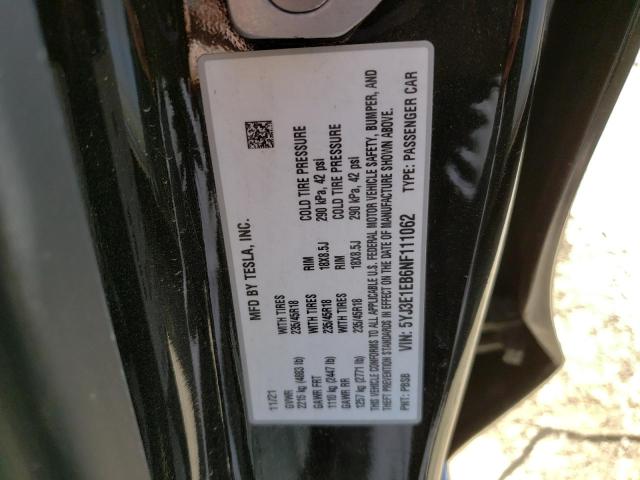 MFD BY TESLA, INC.
11/21
GVWR WITH TIRES RIM COLD TIRE PRESSURE
2215 kg (4883 lb) 235/45R18 18X8.5J 290 kPa, 42 psi
GAWR FRT WITH TIRES RIM COLD TIRE PRESSURE
1110 kg (2447 lb) 235/45R18 18X8.5J 290 kPa, 42 psi
GAWR RR
1257 kg (2771 lb) 235/45R18
THIS VEHICLE CONFORMS TO ALL APPLICABLE U.S. FEDERAL MOTOR VEHICLE SAFETY, BUMPER, AND
THEFT PREVENTION STANDARDS IN EFFECT ON THE DATE OF MANUFACTURE SHOWN ABOVE.
PNT: PBSB VIN: 5YJ3E1EB6NF111062 TYPE: PASSENGER CAR